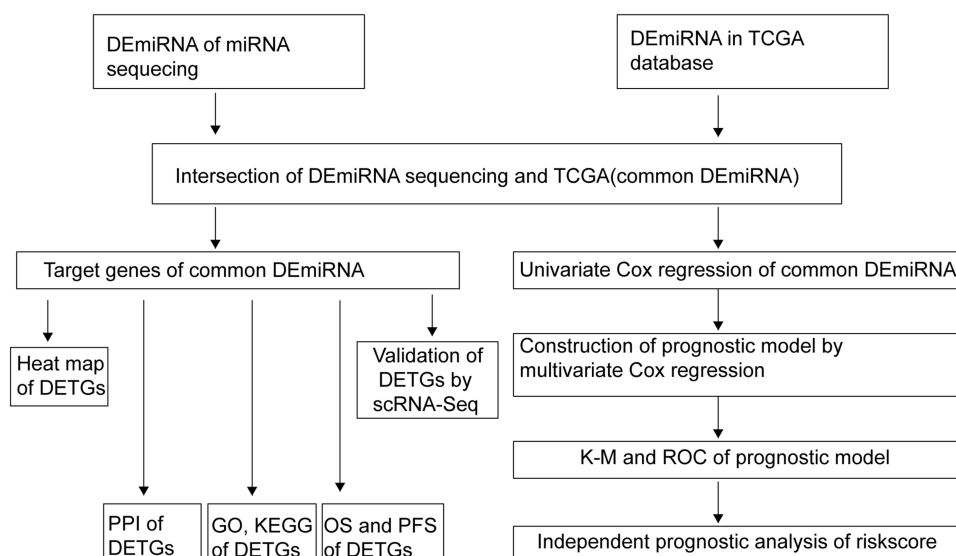 DEmiRNA of miRNA
sequecing
DEmiRNA in TCGA
database
Intersection of DEmiRNA sequencing and TCGA(common DEmiRNA)
Target genes of common DEmiRNA
Univariate Cox regression of common DEmiRNA
Heat map
of DETGs
Validation of
DETGs by
scRNA-Seq
Construction of prognostic model by
multivariate Cox regression
K-M and ROC of prognostic model
PPI of
DETGs
GO, KEGG
of DETGs
OS and PFS
of DETGs
Independent prognostic analysis of riskscore